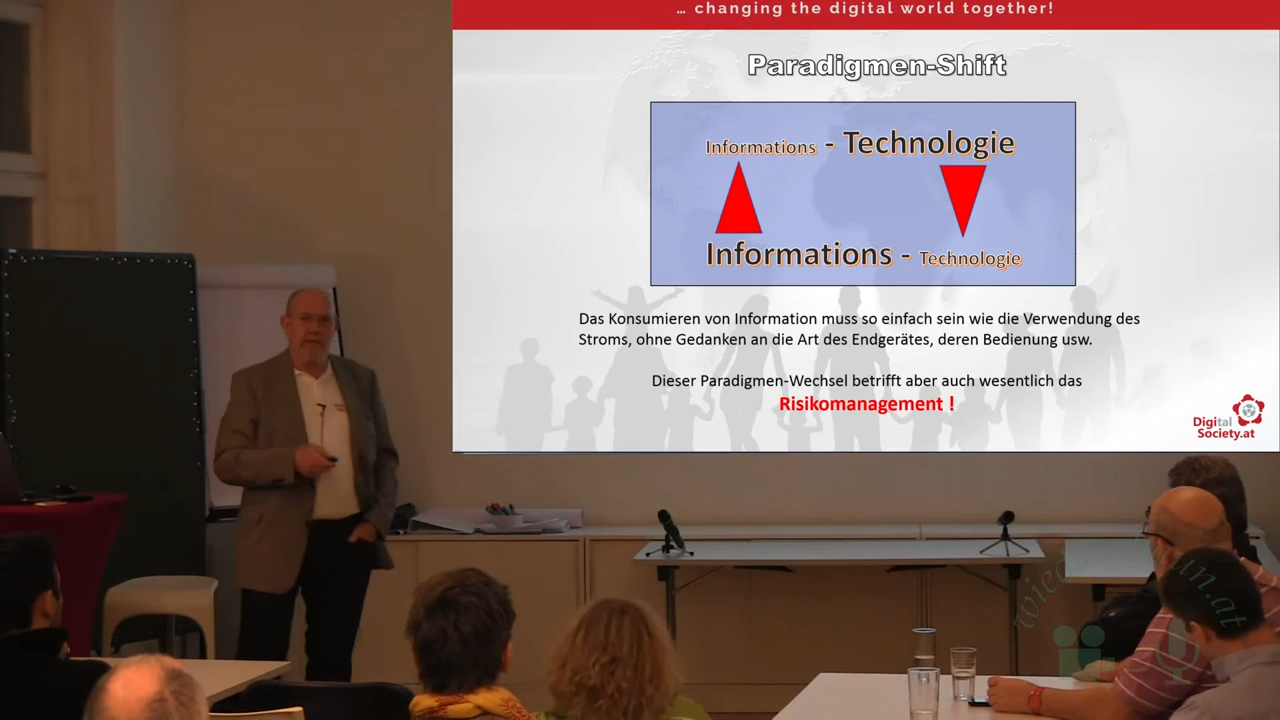 … changing the digital world together!
Paradigmen-Shift
Informations - Technologie
Informations - Technologie
Das Konsumieren von Information muss so einfach sein wie die Verwendung des
Stroms, ohne Gedanken an die Art des Endgerätes, deren Bedienung usw.
Dieser Paradigmen-Wechsel betrifft aber auch wesentlich das
Risikomanagement !
Digital
Society.at